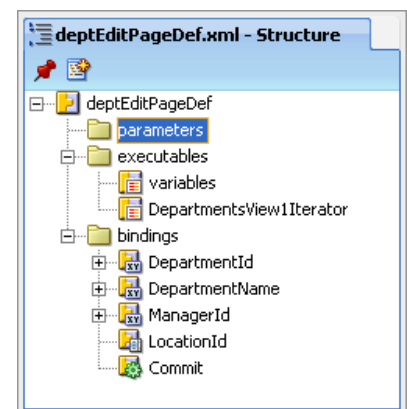 deptEditPageDef.xml - Structure
deptEditPageDef
parameters
executables
variables
DepartmentsView1Iterator
bindings
DepartmentId
DepartmentName
ManagerId
LocationId
Commit